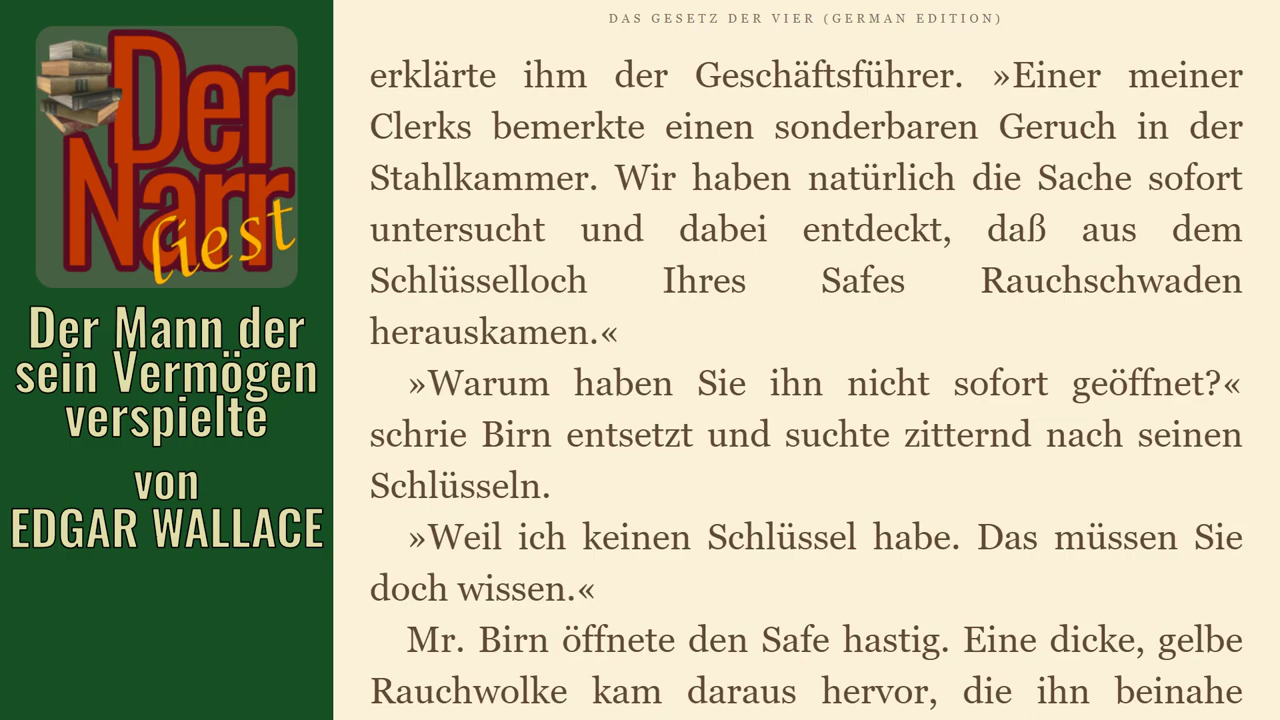 Der
Narr
liest
Der Mann der
sein Vermögen
verspielte
von
EDGAR WALLACE
DAS GESETZ DER VIER (GERMAN EDITION)
erklärte ihm der Geschäftsführer. »Einer meiner
Clerks bemerkte einen sonderbaren Geruch in der
Stahlkammer. Wir haben natürlich die Sache sofort
untersucht und dabei entdeckt, daß aus dem
Schlüsselloch Ihres Safes Rauchschwaden
herauskamen.«
»Warum haben Sie ihn nicht sofort geöffnet?«
schrie Birn entsetzt und suchte zitternd nach seinen
Schlüsseln.
»Weil ich keinen Schlüssel habe. Das müssen Sie
doch wissen.«
Mr. Birn öffnete den Safe hastig. Eine dicke, gelbe
Rauchwolke kam daraus hervor, die ihn beinahe